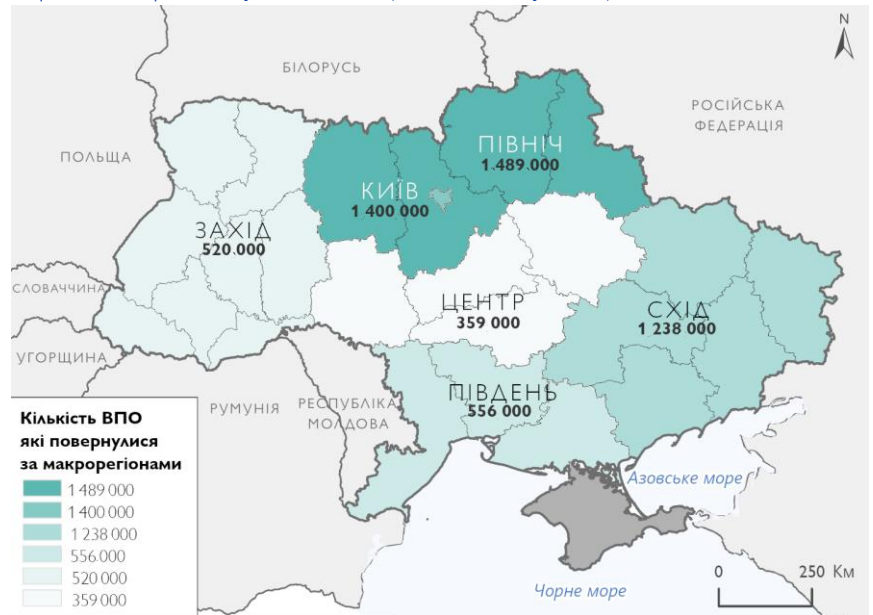 N
БІЛОРУСЬ
РОСІЙСЬКА
ФЕДЕРАЦІЯ
ПОЛЬЩА
ПІВНІЧ
1 489 000
КИЇВ
1 400 000
ЗАХІД
520 000
СЛОВАЧЧИНА
ЦЕНТР
359 000
СХІД
1 238 000
УГОРЩИНА
ПІВДЕНЬ
556 000
РУМУНІЯ
РЕСПУБЛІКА
МОЛДОВА
Азовське море
Чорне море
0 250 Км
Кількість ВПО
які повернулися
за макрорегіонами
1 489 000
1 400 000
1 238 000
556 000
520 000
359 000